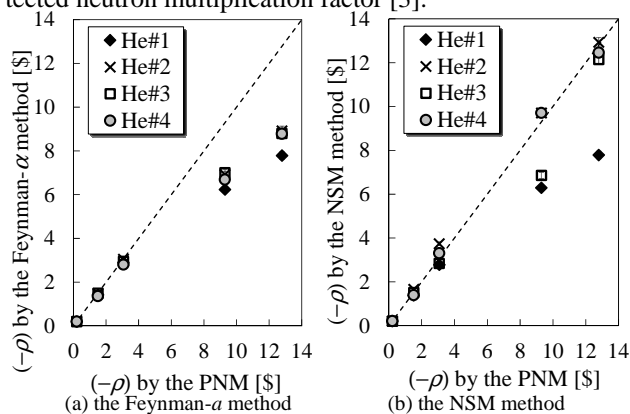 tected neutron multiplication factor [3].
14
12
10
8
6
4
2
0
0 2 4 6 8 10 12 14
(−ρ) by the Feynman-α method [$]
He#1
He#2
He#3
He#4
(−ρ) by the PNM [$]
(a) the Feynman-a method
14
12
10
8
6
4
2
0
0 2 4 6 8 10 12 14
(−ρ) by the NSM method [$]
He#1
He#2
He#3
He#4
(−ρ) by the PNM [$]
(b) the NSM method